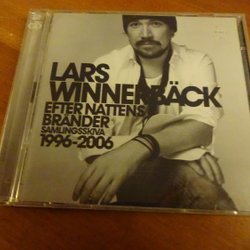 LARS
WINNERBÄCK
EFTER NATTENS
BRÄNDER
SAMLINGSSKIVA
1996-2006